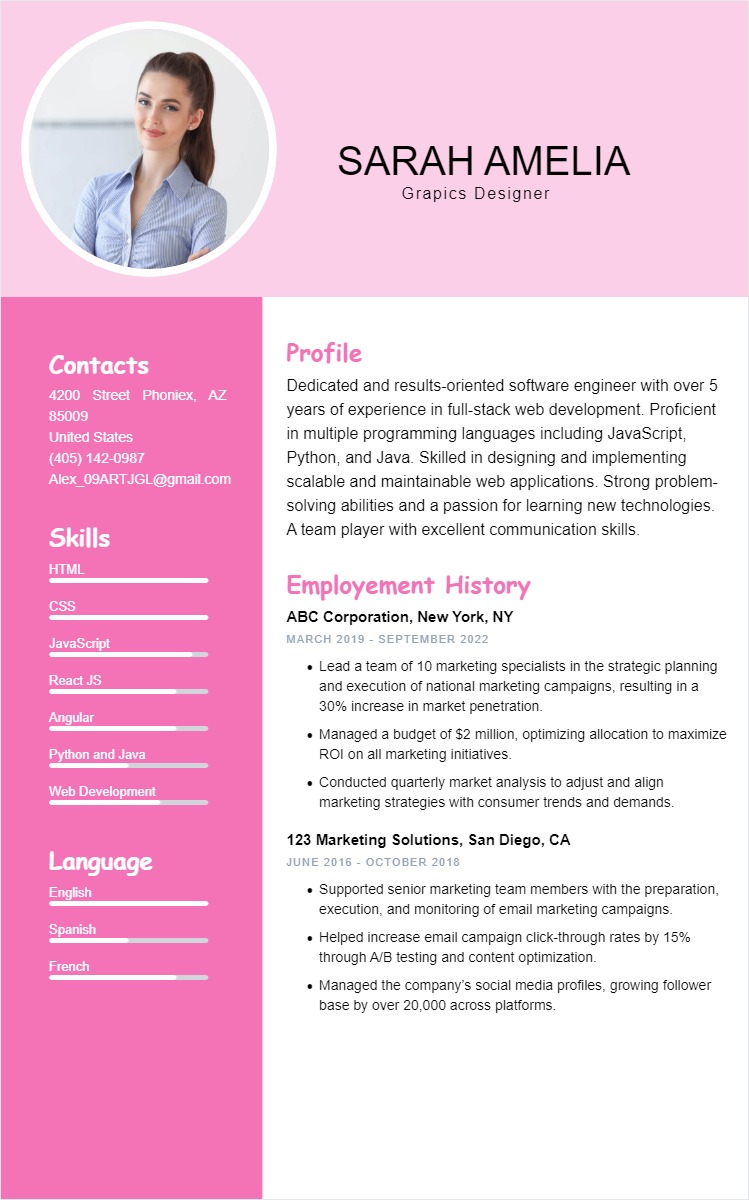 SARAH AMELIA
Grapics Designer
Contacts
4200 Street Phoniex, AZ
85009
United States
(405) 142-0987
Alex_09ARTJGL@gmail.com
Skills
HTML
CSS
JavaScript
React JS
Angular
Python and Java
Web Development
Language
English
Spanish
French
Profile
Dedicated and results-oriented software engineer with over 5
years of experience in full-stack web development. Proficient
in multiple programming languages including JavaScript,
Python, and Java. Skilled in designing and implementing
scalable and maintainable web applications. Strong problem-
solving abilities and a passion for learning new technologies.
A team player with excellent communication skills.
Employement History
ABC Corporation, New York, NY
MARCH 2019 - SEPTEMBER 2022
• Lead a team of 10 marketing specialists in the strategic planning
and execution of national marketing campaigns, resulting in a
30% increase in market penetration.
• Managed a budget of $2 million, optimizing allocation to maximize
ROI on all marketing initiatives.
• Conducted quarterly market analysis to adjust and align
marketing strategies with consumer trends and demands.
123 Marketing Solutions, San Diego, CA
JUNE 2016 - OCTOBER 2018
• Supported senior marketing team members with the preparation,
execution, and monitoring of email marketing campaigns.
• Helped increase email campaign click-through rates by 15%
through A/B testing and content optimization.
• Managed the company’s social media profiles, growing follower
base by over 20,000 across platforms.